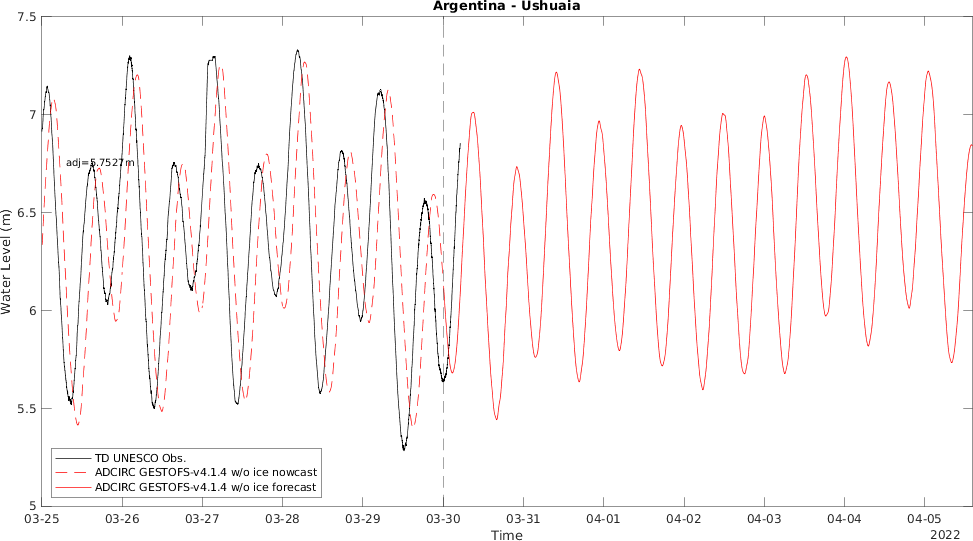 Argentina - Ushuaia
7.5
7
6.5
6
5.5
5
Water Level (m)
adj=5.7527m
TD UNESCO Obs.
ADCIRC GESTOFS-v4.1.4 w/o ice nowcast
ADCIRC GESTOFS-v4.1.4 w/o ice forecast
03-25 03-26 03-27 03-28 03-29 03-30 03-31 04-01 04-02 04-03 04-04 04-05
Time
2022